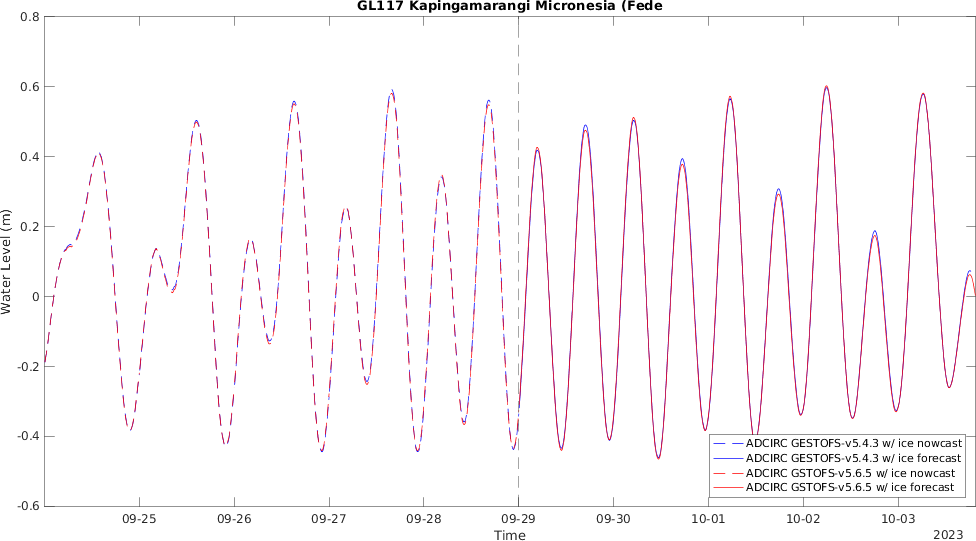 GL117 Kapingamarangi Micronesia (Fede
0.8
0.6
0.4
0.2
0
-0.2
-0.4
-0.6
Water Level (m)
09-25 09-26 09-27 09-28 09-29 09-30 10-01 10-02 10-03
Time
2023
ADCIRC GESTOFS-v5.4.3 w/ ice nowcast
ADCIRC GESTOFS-v5.4.3 w/ ice forecast
ADCIRC GSTOFS-v5.6.5 w/ ice nowcast
ADCIRC GSTOFS-v5.6.5 w/ ice forecast